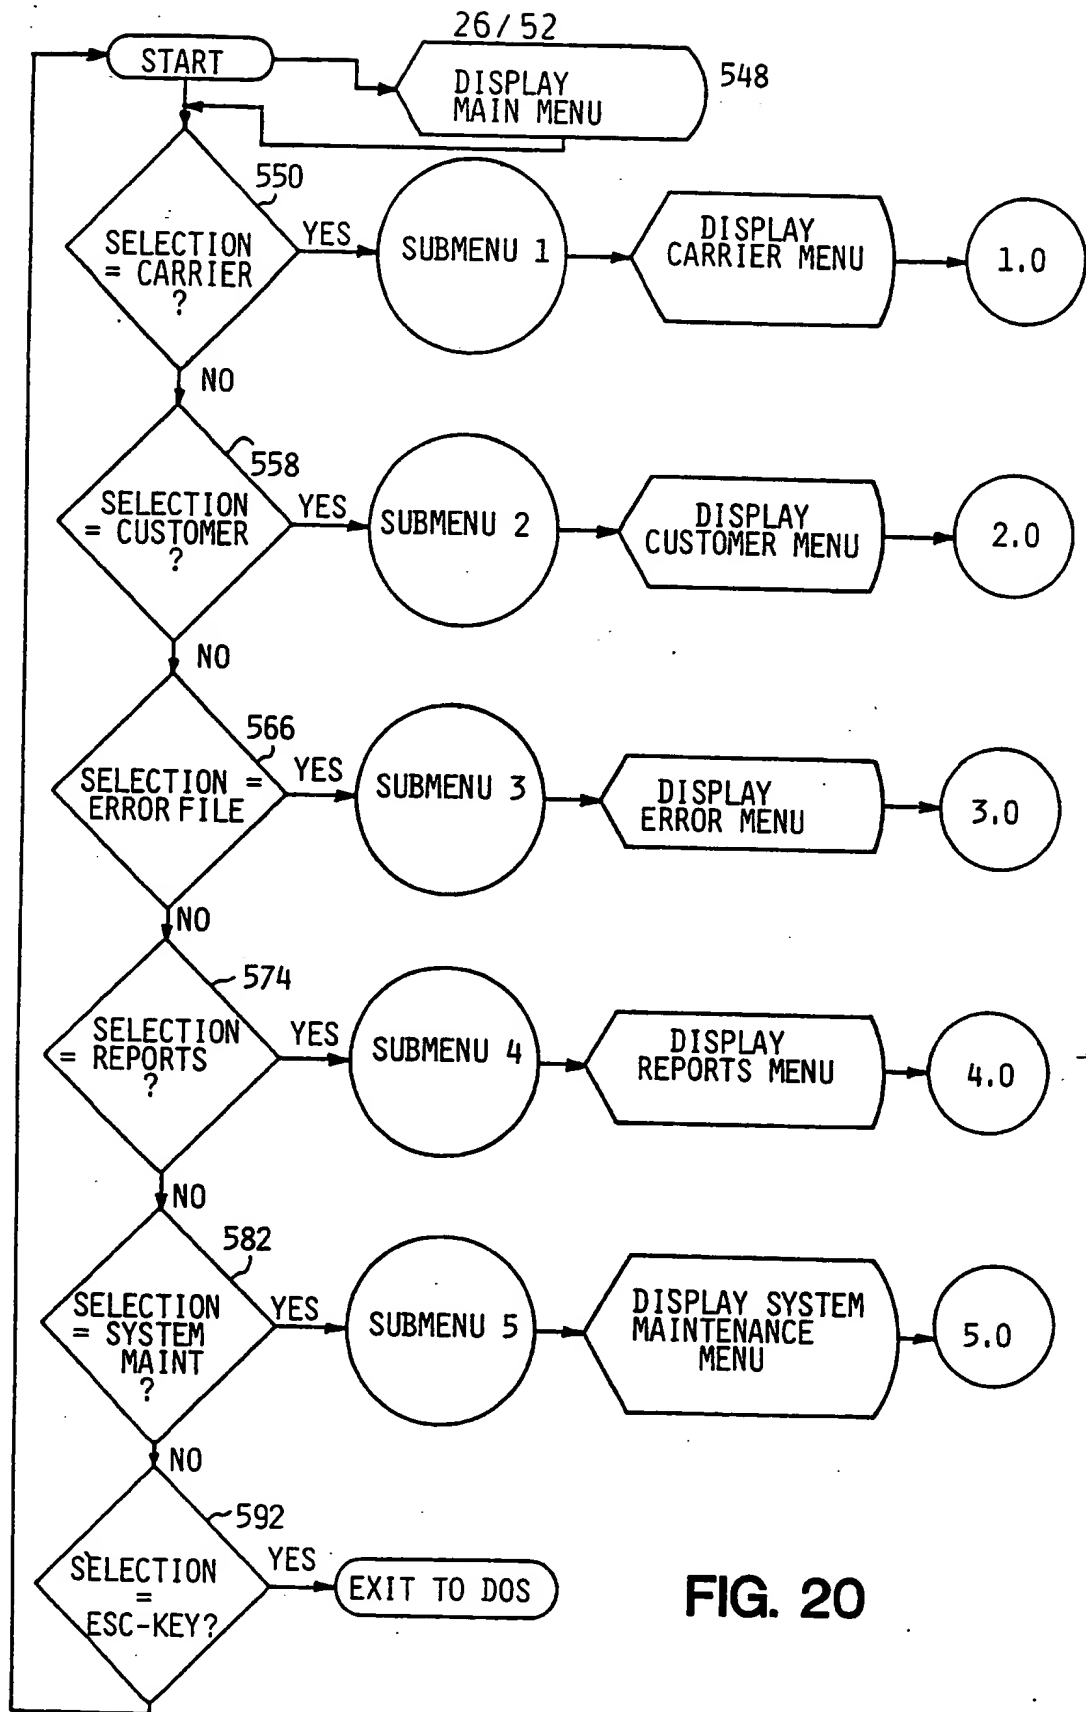 26/52
START
DISPLAY
MAIN MENU
548
550
SELECTION
= CARRIER
?
YES
SUBMENU 1
DISPLAY
CARRIER MENU
1.0
NO
558
SELECTION
= CUSTOMER
?
YES
SUBMENU 2
DISPLAY
CUSTOMER MENU
2.0
NO
566
SELECTION =
ERROR FILE
YES
SUBMENU 3
DISPLAY
ERROR MENU
3.0
NO
574
SELECTION
= REPORTS
?
YES
SUBMENU 4
DISPLAY
REPORTS MENU
4.0
NO
582
SELECTION
= SYSTEM
MAINT
?
YES
SUBMENU 5
DISPLAY SYSTEM
MAINTENANCE
MENU
5.0
NO
592
SELECTION
=
ESC-KEY?
YES
EXIT TO DOS
FIG. 20